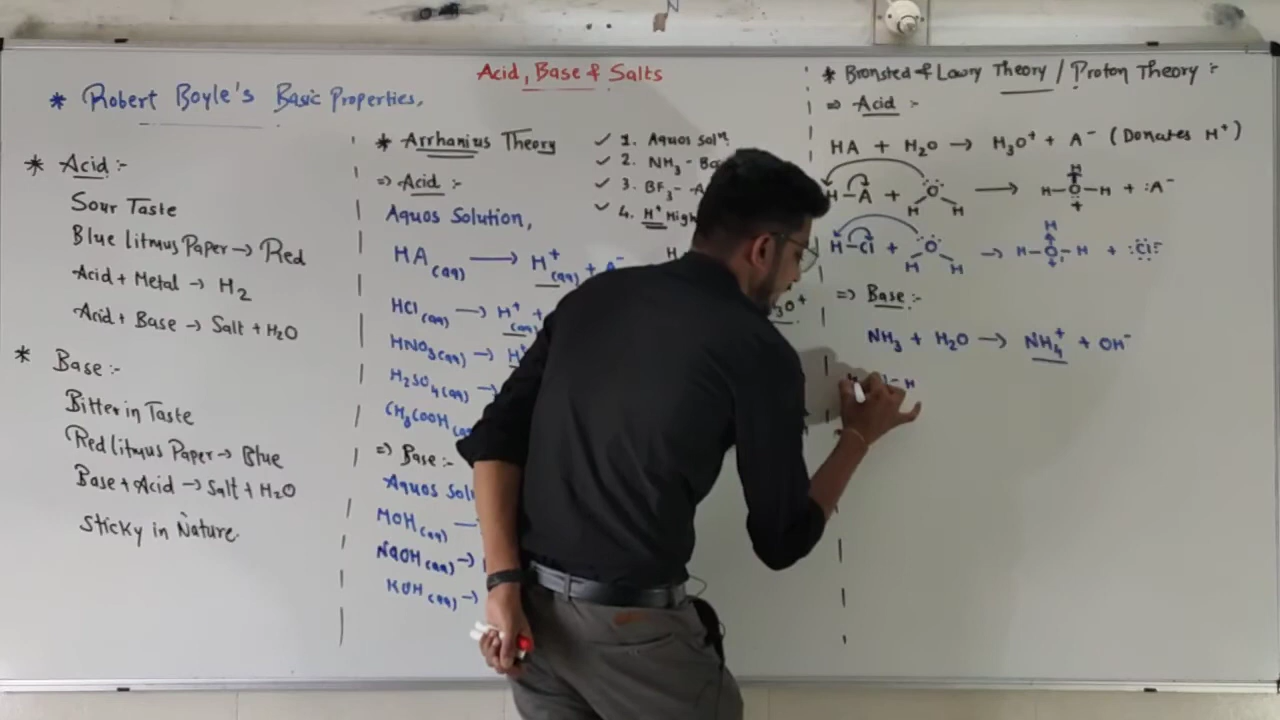 Acid, Base & Salts
* Robert Boyle's Basic Properties,
* Acid :-
Sour Taste
Blue litmus Paper → Red
Acid + Metal → H2
Acid + Base → Salt + H2O
* Base :-
Bitter in Taste
Red litmus Paper → Blue
Base + Acid → Salt + H2O
Sticky in Nature.
* Arrhanius Theory
⇒ Acid :-
Aquos Solution,
HA(aq) → H+(aq) + A-
HCl(aq) → H+(aq) +
HNO3(aq) → H+
H2SO4(aq) →
CH3COOH(aq)
⇒ Base :-
Aquos
MOH(aq) —
NaOH(aq) →
KOH(aq) →
✓ 1. Aquos Soln.
✓ 2. NH3 -
✓ 3. BF3 -
✓ 4. H+ High
* Bronsted & Lowry Theory / Proton Theory :-
⇒ Acid :-
HA + H2O → H3O+ + A- (Donates H+)
H-A + H-O-H → H-O-H + :A-
H
+
H-Cl + H-O-H → H-O-H + :Cl:-
H
+
⇒ Base :-
NH3 + H2O → NH4+ + OH-
- H